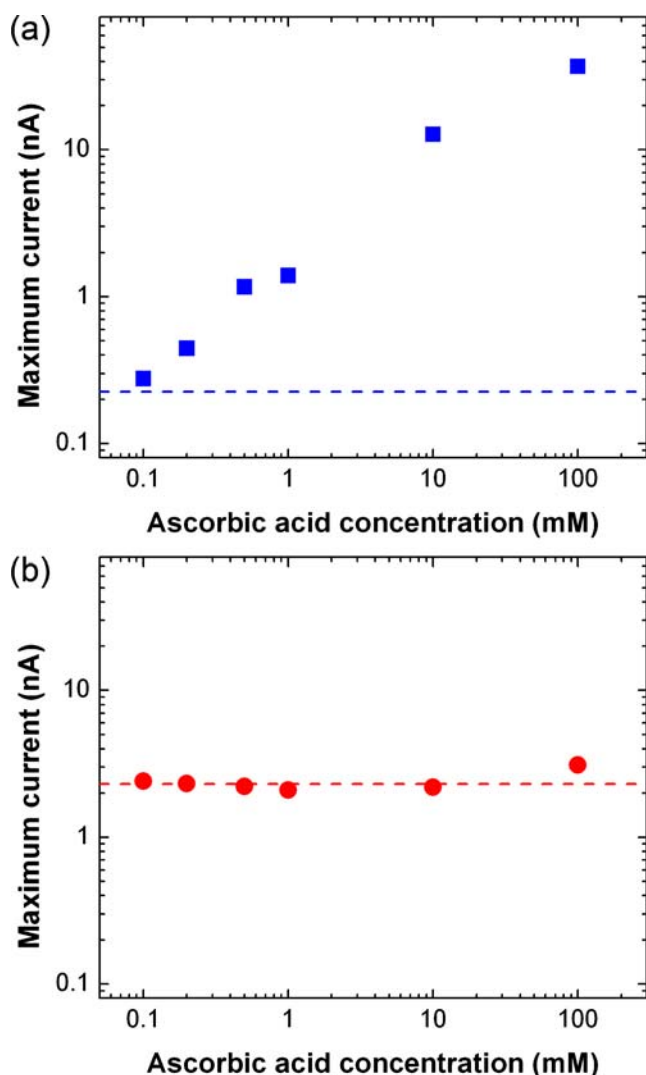 (a)
Maximum current (nA)
10
1
0.1
0.1 1 10 100
Ascorbic acid concentration (mM)
(b)
Maximum current (nA)
10
1
0.1
0.1 1 10 100
Ascorbic acid concentration (mM)